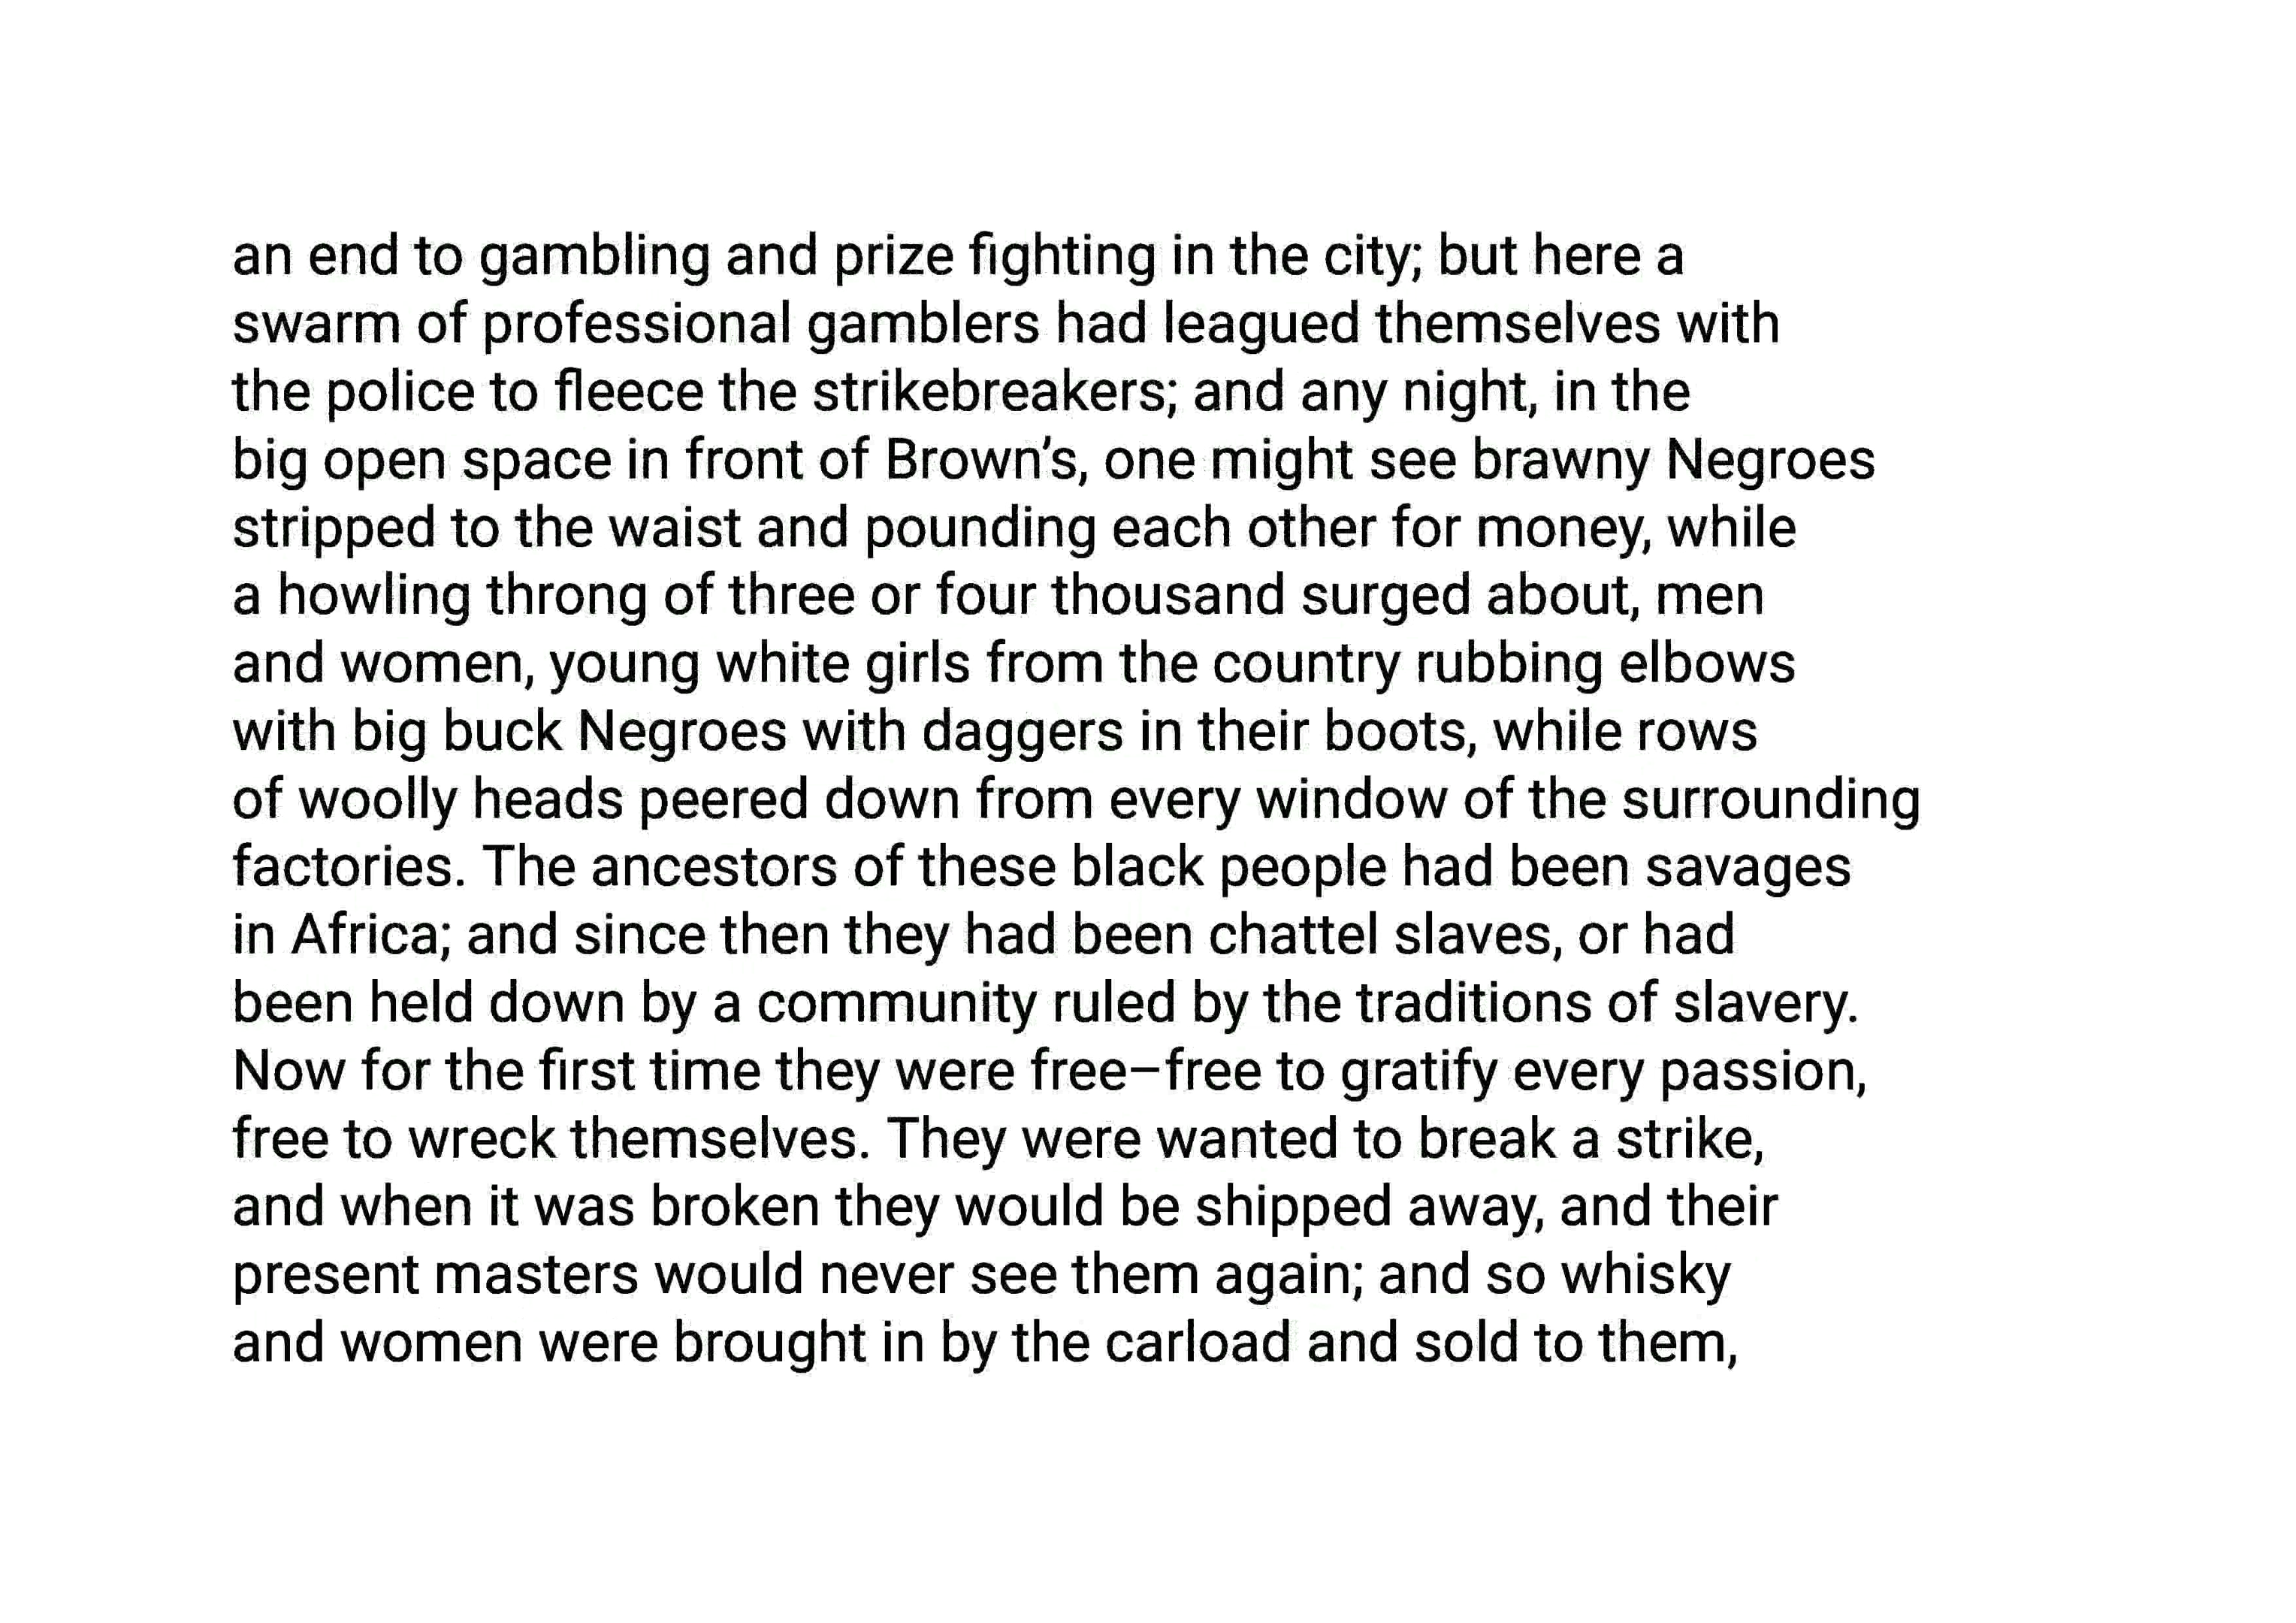 an end to gambling and prize fighting in the city; but here a
swarm of professional gamblers had leagued themselves with
the police to fleece the strikebreakers; and any night, in the
big open space in front of Brown’s, one might see brawny Negroes
stripped to the waist and pounding each other for money, while
a howling throng of three or four thousand surged about, men
and women, young white girls from the country rubbing elbows
with big buck Negroes with daggers in their boots, while rows
of woolly heads peered down from every window of the surrounding
factories. The ancestors of these black people had been savages
in Africa; and since then they had been chattel slaves, or had
been held down by a community ruled by the traditions of slavery.
Now for the first time they were free–free to gratify every passion,
free to wreck themselves. They were wanted to break a strike,
and when it was broken they would be shipped away, and their
present masters would never see them again; and so whisky
and women were brought in by the carload and sold to them,